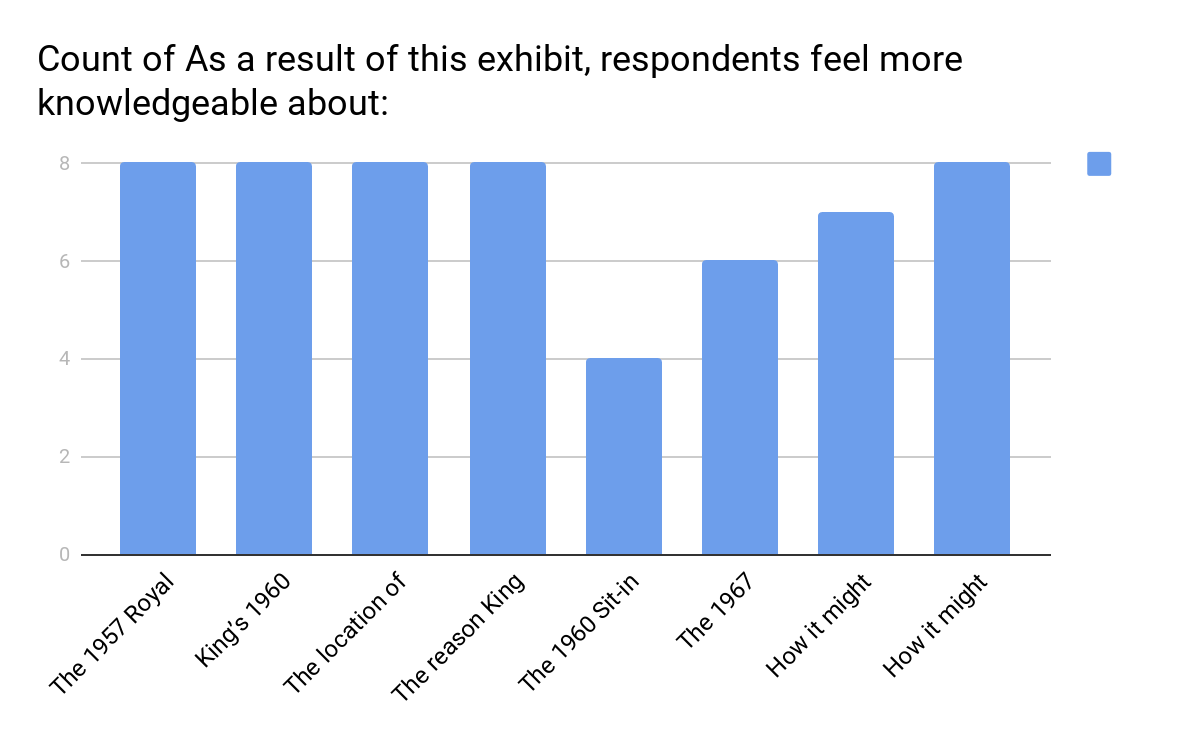 Count of As a result of this exhibit, respondents feel more
knowledgeable about:
8
6
4
2
0
The 1957 Royal
King's 1960
The location of
The reason King
The 1960 Sit-in
The 1967
How it might
How it might